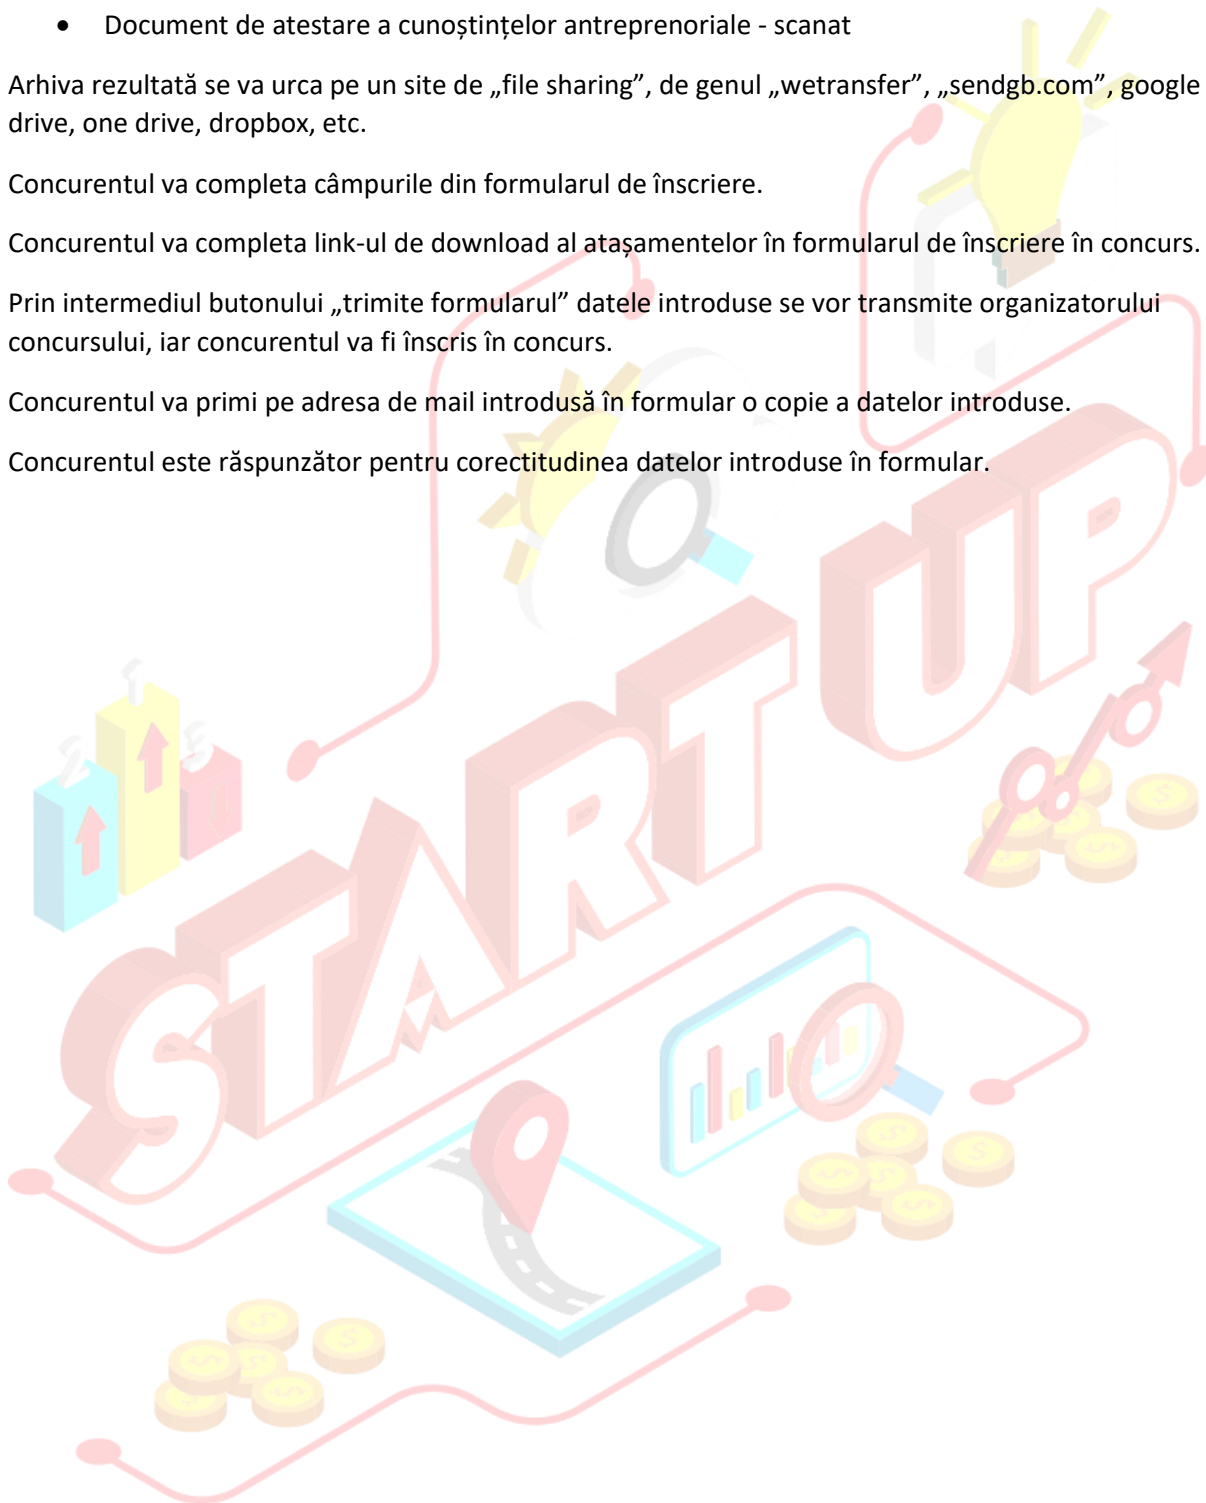 • Document de atestare a cunoștințelor antreprenoriale - scanat
Arhiva rezultată se va urca pe un site de „file sharing”, de genul „wetransfer”, „sendgb.com”, google
drive, one drive, dropbox, etc.
Concurentul va completa câmpurile din formularul de înscriere.
Concurentul va completa link-ul de download al atașamentelor în formularul de înscriere în concurs.
Prin intermediul butonului „trimite formularul” datele introduse se vor transmite organizatorului
concursului, iar concurentul va fi înscris în concurs.
Concurentul va primi pe adresa de mail introdusă în formular o copie a datelor introduse.
Concurentul este răspunzător pentru corectitudinea datelor introduse în formular.
1
2
3
START UP